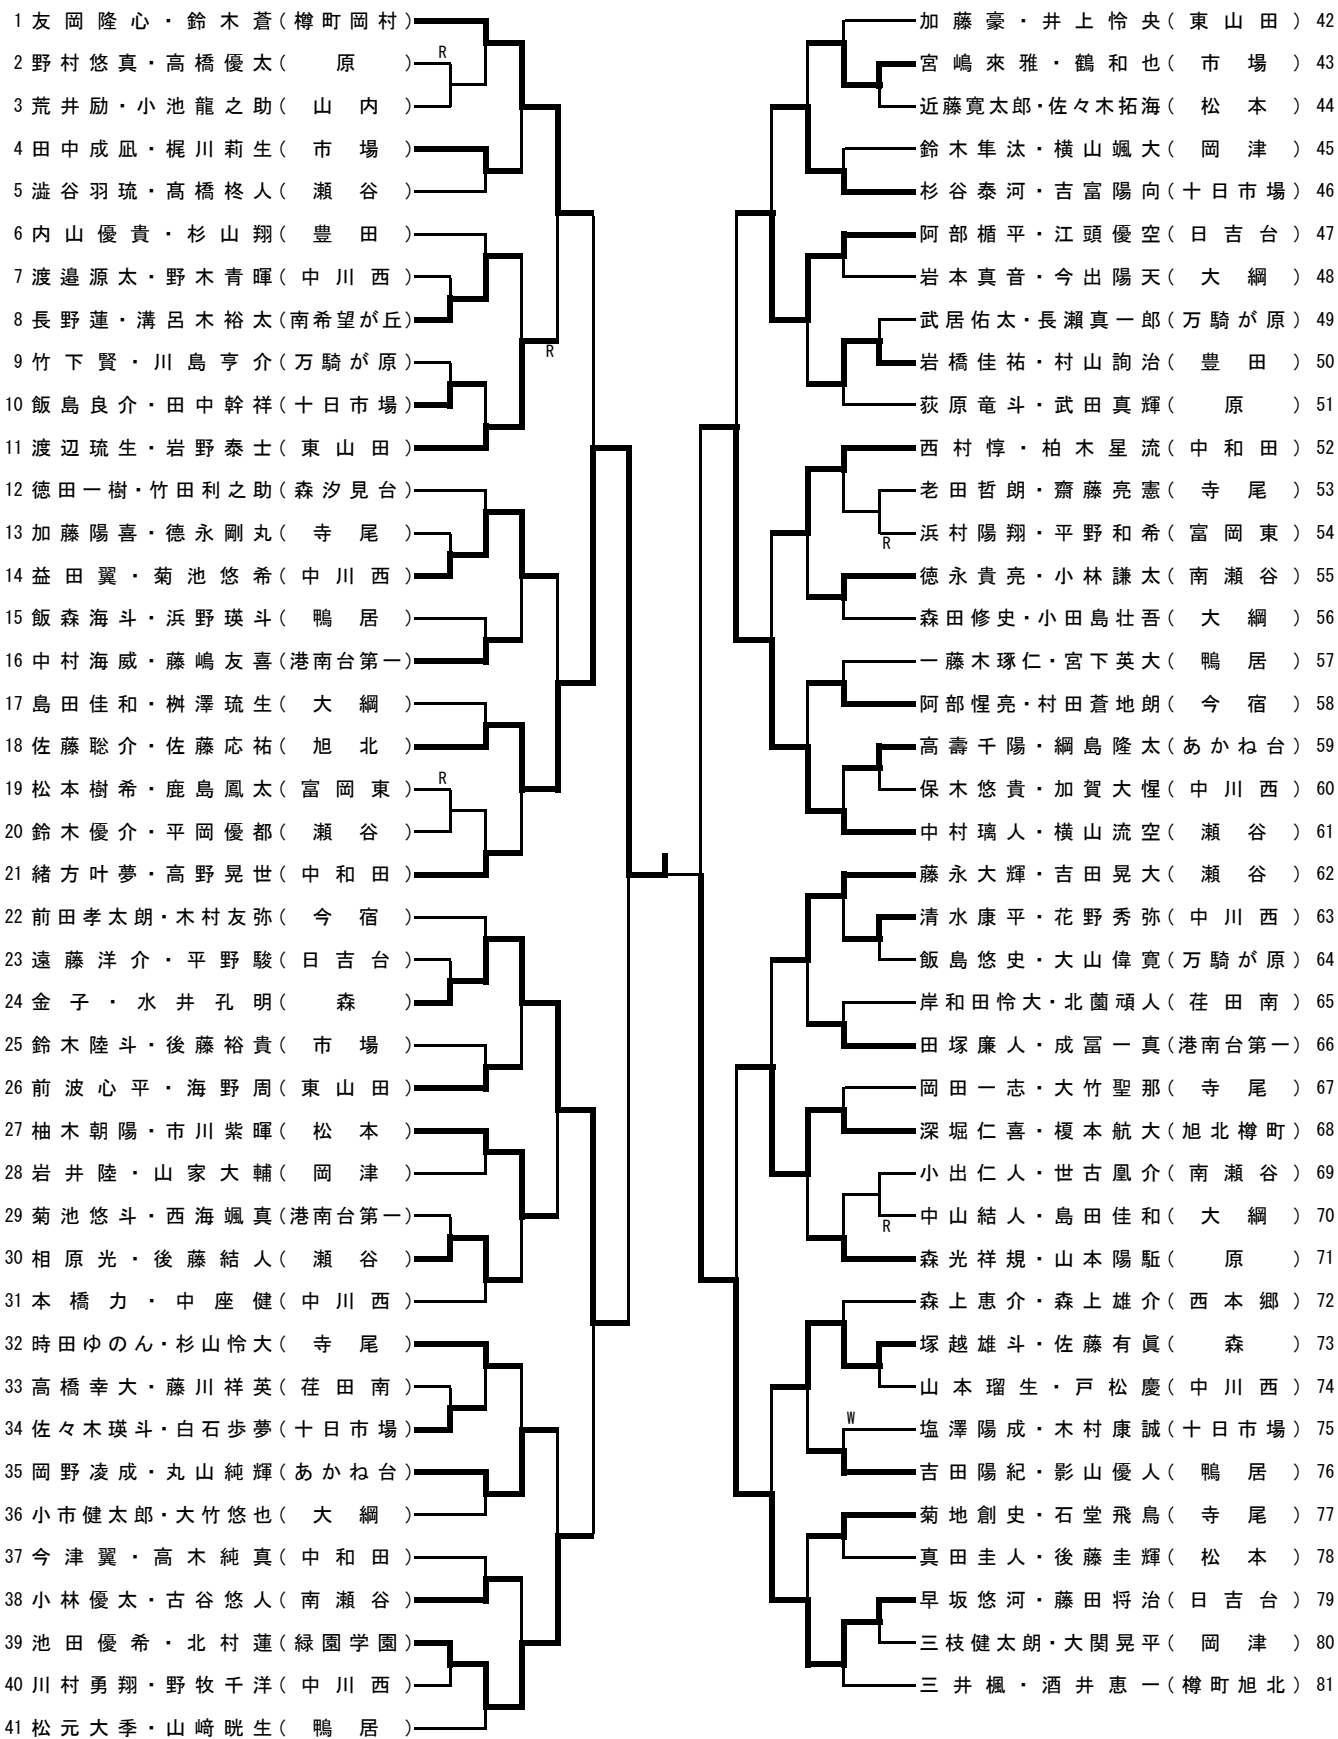 1 友岡隆心・鈴木蒼(樽町岡村)
R
2 野村悠真・高橋優太(原)
3 荒井励・小池龍之助(山内)
4 田中成凪・梶川莉生(市場)
5 澁谷羽琉・髙橋柊人(瀬谷)
6 内山優貴・杉山翔(豊田)
7 渡邉源太・野木青暉(中川西)
8 長野蓮・溝呂木裕太(南希望が丘)
R
9 竹下賢・川島亨介(万騎が原)
10 飯島良介・田中幹祥(十日市場)
11 渡辺琉生・岩野泰士(東山田)
12 徳田一樹・竹田利之助(森汐見台)
13 加藤陽喜・德永剛丸(寺尾)
14 益田翼・菊池悠希(中川西)
15 飯森海斗・浜野瑛斗(鴨居)
16 中村海威・藤嶋友喜(港南台第一)
17 島田佳和・桝澤琉生(大綱)
18 佐藤聡介・佐藤応祐(旭北)
R
19 松本樹希・鹿島鳳太(富岡東)
20 鈴木優介・平岡優都(瀬谷)
21 緒方叶夢・高野晃世(中和田)
22 前田孝太朗・木村友弥(今宿)
23 遠藤洋介・平野駿(日吉台)
24 金子・水井孔明(森)
25 鈴木陸斗・後藤裕貴(市場)
26 前波心平・海野周(東山田)
27 柚木朝陽・市川紫暉(松本)
28 岩井陸・山家大輔(岡津)
29 菊池悠斗・西海颯真(港南台第一)
30 相原光・後藤結人(瀬谷)
31 本橋力・中座健(中川西)
32 時田ゆのん・杉山怜大(寺尾)
33 高橋幸大・藤川祥英(荏田南)
34 佐々木瑛斗・白石歩夢(十日市場)
35 岡野凌成・丸山純輝(あかね台)
36 小市健太郎・大竹悠也(大綱)
37 今津翼・高木純真(中和田)
38 小林優太・古谷悠人(南瀬谷)
39 池田優希・北村蓮(緑園学園)
40 川村勇翔・野牧千洋(中川西)
41 松元大季・山﨑晄生(鴨居)
加藤豪・井上怜央(東山田) 42
宮嶋來雅・鶴和也(市場) 43
近藤寛太郎・佐々木拓海(松本) 44
鈴木隼汰・横山颯大(岡津) 45
杉谷泰河・吉富陽向(十日市場) 46
阿部楯平・江頭優空(日吉台) 47
岩本真音・今出陽天(大綱) 48
武居佑太・長瀨真一郎(万騎が原) 49
岩橋佳祐・村山詢治(豊田) 50
荻原竜斗・武田真輝(原) 51
西村惇・柏木星流(中和田) 52
老田哲朗・齋藤亮憲(寺尾) 53
浜村陽翔・平野和希(富岡東) 54
R
徳永貴亮・小林謙太(南瀬谷) 55
森田修史・小田島壮吾(大綱) 56
一藤木琢仁・宮下英大(鴨居) 57
阿部惺亮・村田蒼地朗(今宿) 58
高壽千陽・綱島隆太(あかね台) 59
保木悠貴・加賀大惺(中川西) 60
中村璃人・横山流空(瀬谷) 61
藤永大輝・吉田晃大(瀬谷) 62
清水康平・花野秀弥(中川西) 63
飯島悠史・大山偉寛(万騎が原) 64
岸和田怜大・北薗頑人(荏田南) 65
田塚廉人・成冨一真(港南台第一) 66
岡田一志・大竹聖那(寺尾) 67
深堀仁喜・榎本航大(旭北樽町) 68
小出仁人・世古凰介(南瀬谷) 69
中山結人・島田佳和(大綱) 70
R
森光祥規・山本陽駈(原) 71
森上恵介・森上雄介(西本郷) 72
塚越雄斗・佐藤有眞(森) 73
山本瑠生・戸松慶(中川西) 74
W
塩澤陽成・木村康誠(十日市場) 75
吉田陽紀・影山優人(鴨居) 76
菊地創史・石堂飛鳥(寺尾) 77
真田圭人・後藤圭輝(松本) 78
早坂悠河・藤田将治(日吉台) 79
三枝健太朗・大関晃平(岡津) 80
三井楓・酒井恵一(樽町旭北) 81